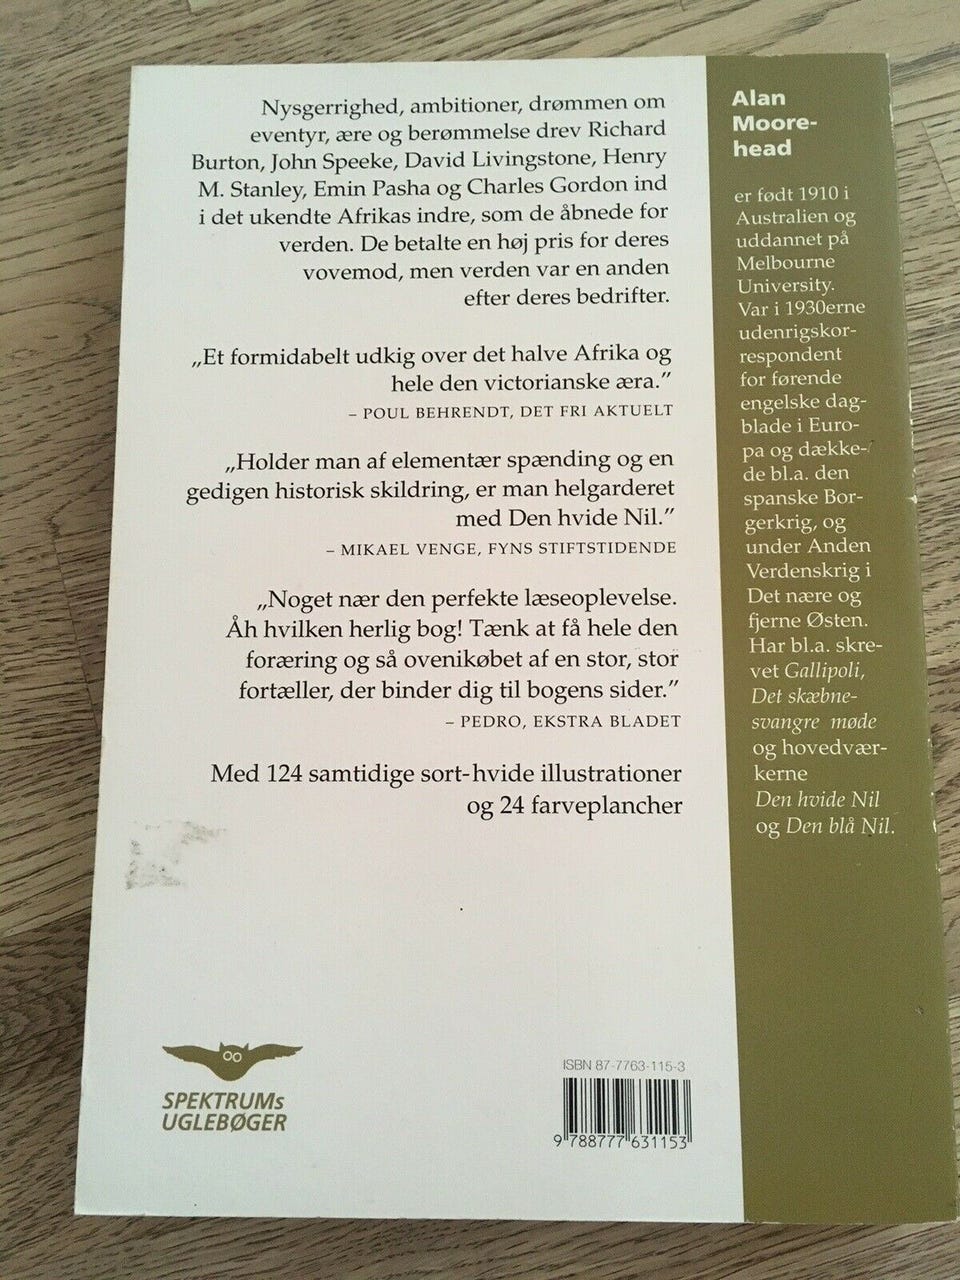 Nysgerrighed, ambitioner, drømmen om
eventyr, ære og berømmelse drev Richard
Burton, John Speeke, David Livingstone, Henry
M. Stanley, Emin Pasha og Charles Gordon ind
i det ukendte Afrikas indre, som de åbnede for
verden. De betalte en høj pris for deres
vovemod, men verden var en anden
efter deres bedrifter.
„Et formidabelt udkig over det halve Afrika og
hele den victorianske æra.”
– POUL BEHRENDT, DET FRI AKTUELT
„Holder man af elementær spænding og en
gedigen historisk skildring, er man helgarderet
med Den hvide Nil.”
– MIKAEL VENGE, FYNS STIFTSTIDENDE
„Noget nær den perfekte læseoplevelse.
Åh hvilken herlig bog! Tænk at få hele den
foræring og så ovenikøbet af en stor, stor
fortæller, der binder dig til bogens sider.”
– PEDRO, EKSTRA BLADET
Med 124 samtidige sort-hvide illustrationer
og 24 farveplancher
SPEKTRUMs
UGLEBØGER
ISBN 87-7763-115-3
9 788777 631153
Alan
Moore-
head
er født 1910 i
Australien og
uddannet på
Melbourne
University.
Var i 1930erne
udenrigskor-
respondent
for førende
engelske dag-
blade i Euro-
pa og dække-
de bl.a. den
spanske Bor-
gerkrig, og
under Anden
Verdenskrig i
Det nære og
fjerne Østen.
Har bl.a. skre-
vet Gallipoli,
Det skæbne-
svangre møde
og hovedvær-
kerne
Den hvide Nil
og Den blå Nil.